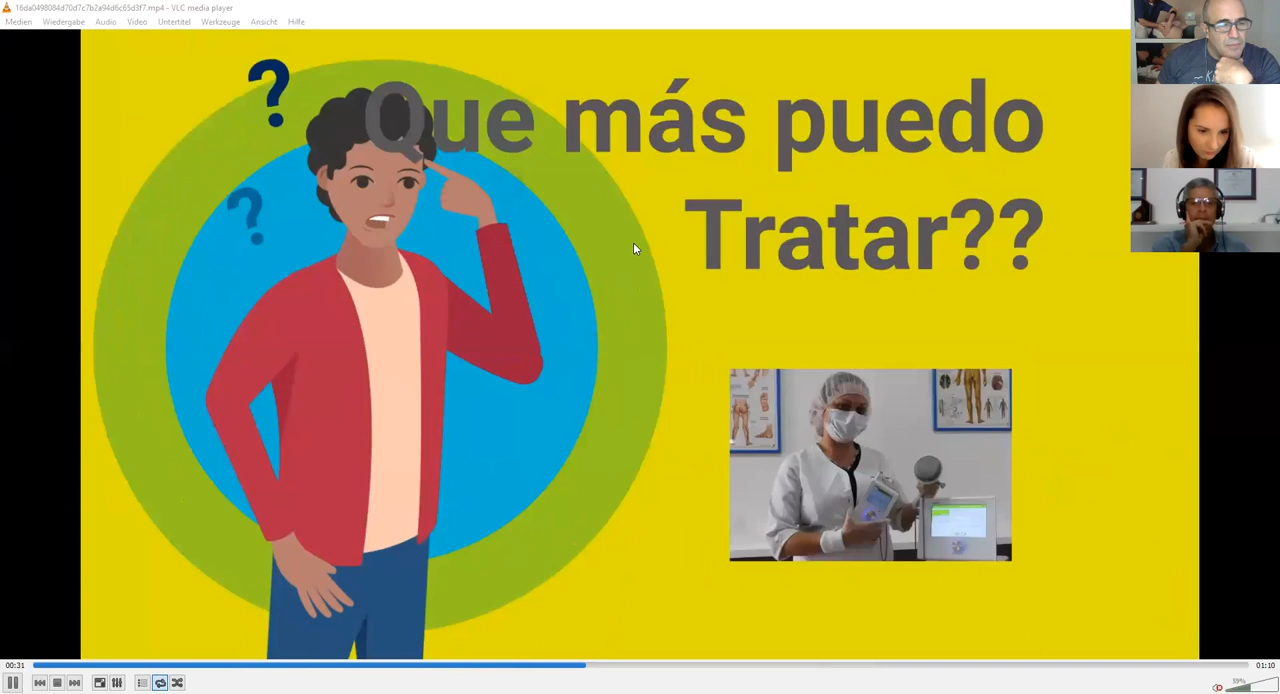 16da0498084d70d7c7b2a94d6c65d3f7.mp4 - VLC media player
Medien Wiedergabe Audio Video Untertitel Werkzeuge Ansicht Hilfe
?
?
Que más puedo
Tratar??
00:31
01:10
39%